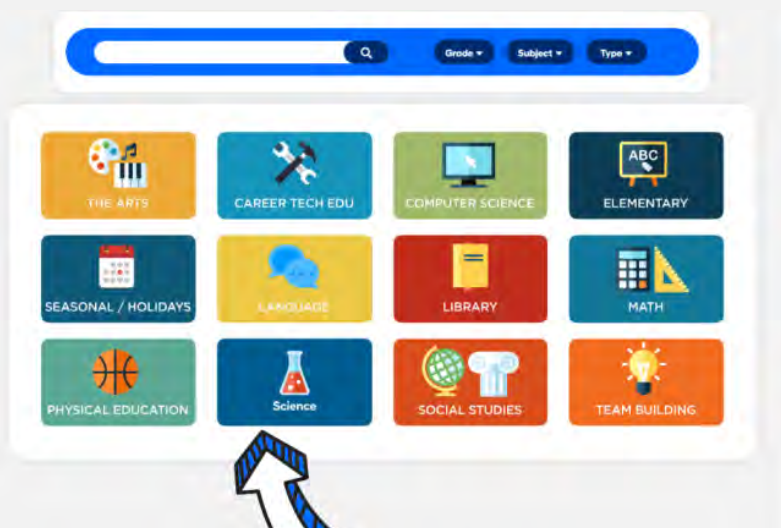 Grade Subject Type
THE ARTS CAREER TECH EDU COMPUTER SCIENCE ELEMENTARY
ABC
SEASONAL / HOLIDAYS LANGUAGE LIBRARY MATH
PHYSICAL EDUCATION Science SOCIAL STUDIES TEAM BUILDING